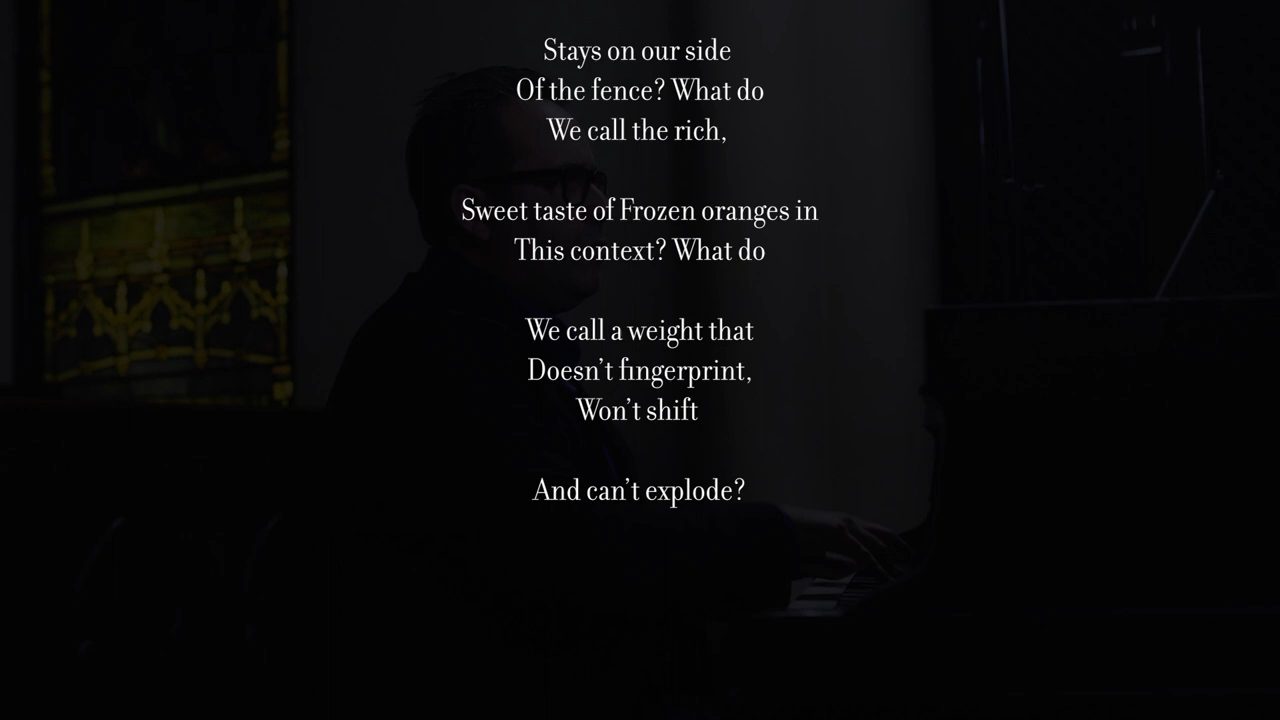 Stays on our side
Of the fence? What do
We call the rich,
Sweet taste of Frozen oranges in
This context? What do
We call a weight that
Doesn’t fingerprint,
Won’t shift
And can’t explode?